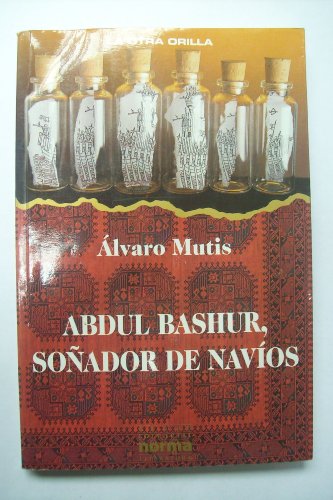 LA OTRA ORILLA
Álvaro Mutis
ABDUL BASHUR,
SOÑADOR DE NAVÍOS
norma